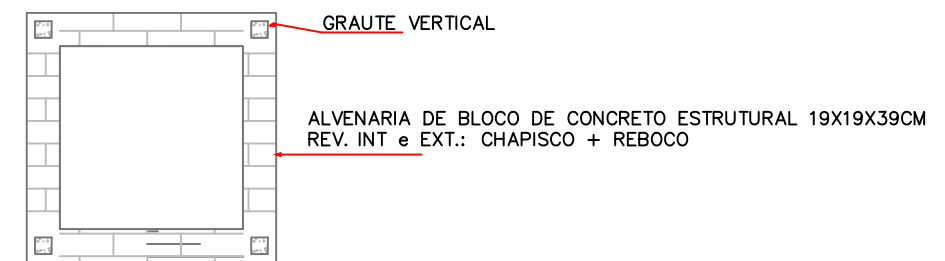 GRAUTE VERTICAL
ALVENARIA DE BLOCO DE CONCRETO ESTRUTURAL 19X19X39CM
REV. INT e EXT.: CHAPISCO + REBOCO